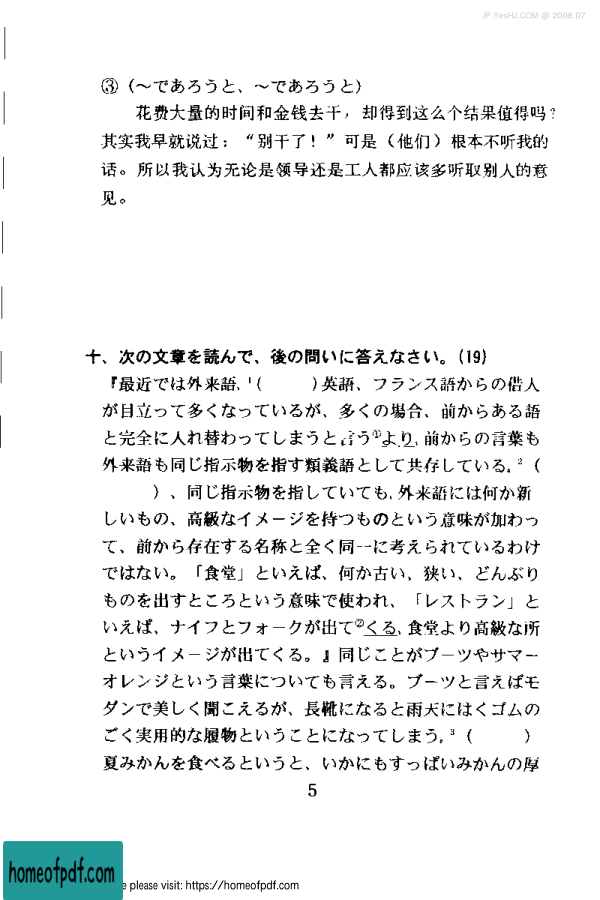 JP.YesHJ.COM @ 2008.07
③（～であろうと、～であろうと）
花费大量的时间和金钱去干，却得到这么个结果值得吗？
其实我早就说过：“别干了！”可是（他们）根本不听我的
话。所以我认为无论是领导还是工人都应该多听取别人的意
见。
十、次の文章を読んで、後の問いに答えなさい。(19)
『最近では外来語、¹（　　）英語、フランス語からの借入
が目立って多くなっているが、多くの場合、前からある語
と完全に入れ替わってしまうと言う①より、前からの言葉も
外来語も同じ指示物を指す類義語として共存している。²（
）、同じ指示物を指していても、外来語には何か新
しいもの、高級なイメージを持つものという意味が加わっ
て、前から存在する名称と全く同一に考えられているわけ
ではない。「食堂」といえば、何か古い、狭い、どんぶり
ものを出すところという意味で使われ、「レストラン」と
いえば、ナイフとフォークが出て②くる、食堂より高級な所
というイメージが出てくる。』同じことがブーツやサマー
オレンジという言葉についても言える。ブーツと言えばモ
ダンで美しく聞こえるが、長靴になると雨天にはくゴムの
ごく実用的な履物ということになってしまう。³（　　）
夏みかんを食べるというと、いかにもすっぱいみかんの厚
5
homeofpdf.com
e please visit: https://homeofpdf.com